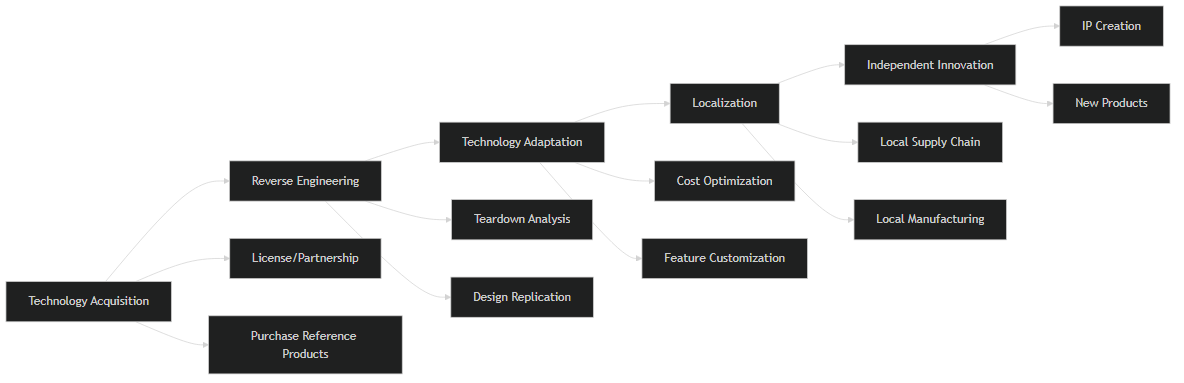 IP Creation
Independent Innovation
New Products
Localization
Local Supply Chain
Technology Adaptation
Cost Optimization
Local Manufacturing
Reverse Engineering
Teardown Analysis
Feature Customization
License/Partnership
Design Replication
Technology Acquisition
Purchase Reference
Products